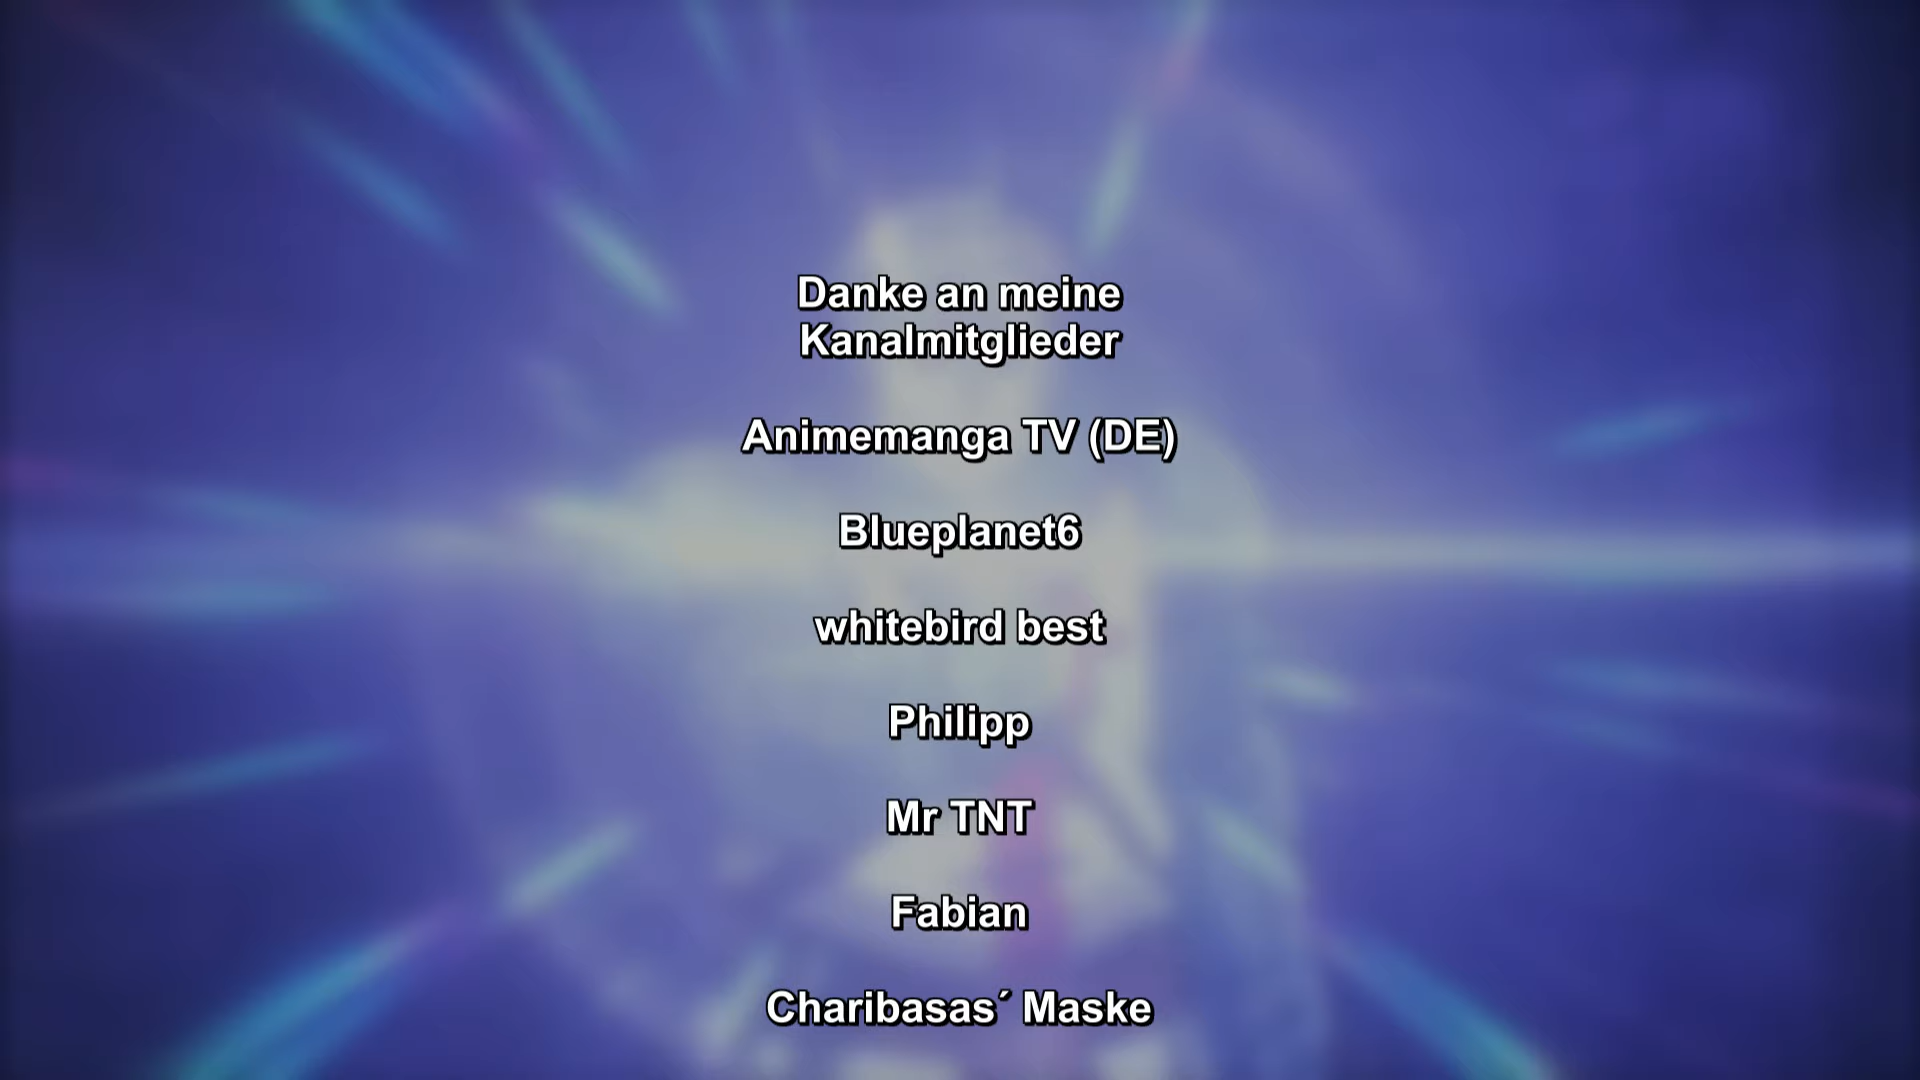 Danke an meine
Kanalmitglieder
Animemanga TV (DE)
Blueplanet6
whitebird best
Philipp
Mr TNT
Fabian
Charibasas´ Maske